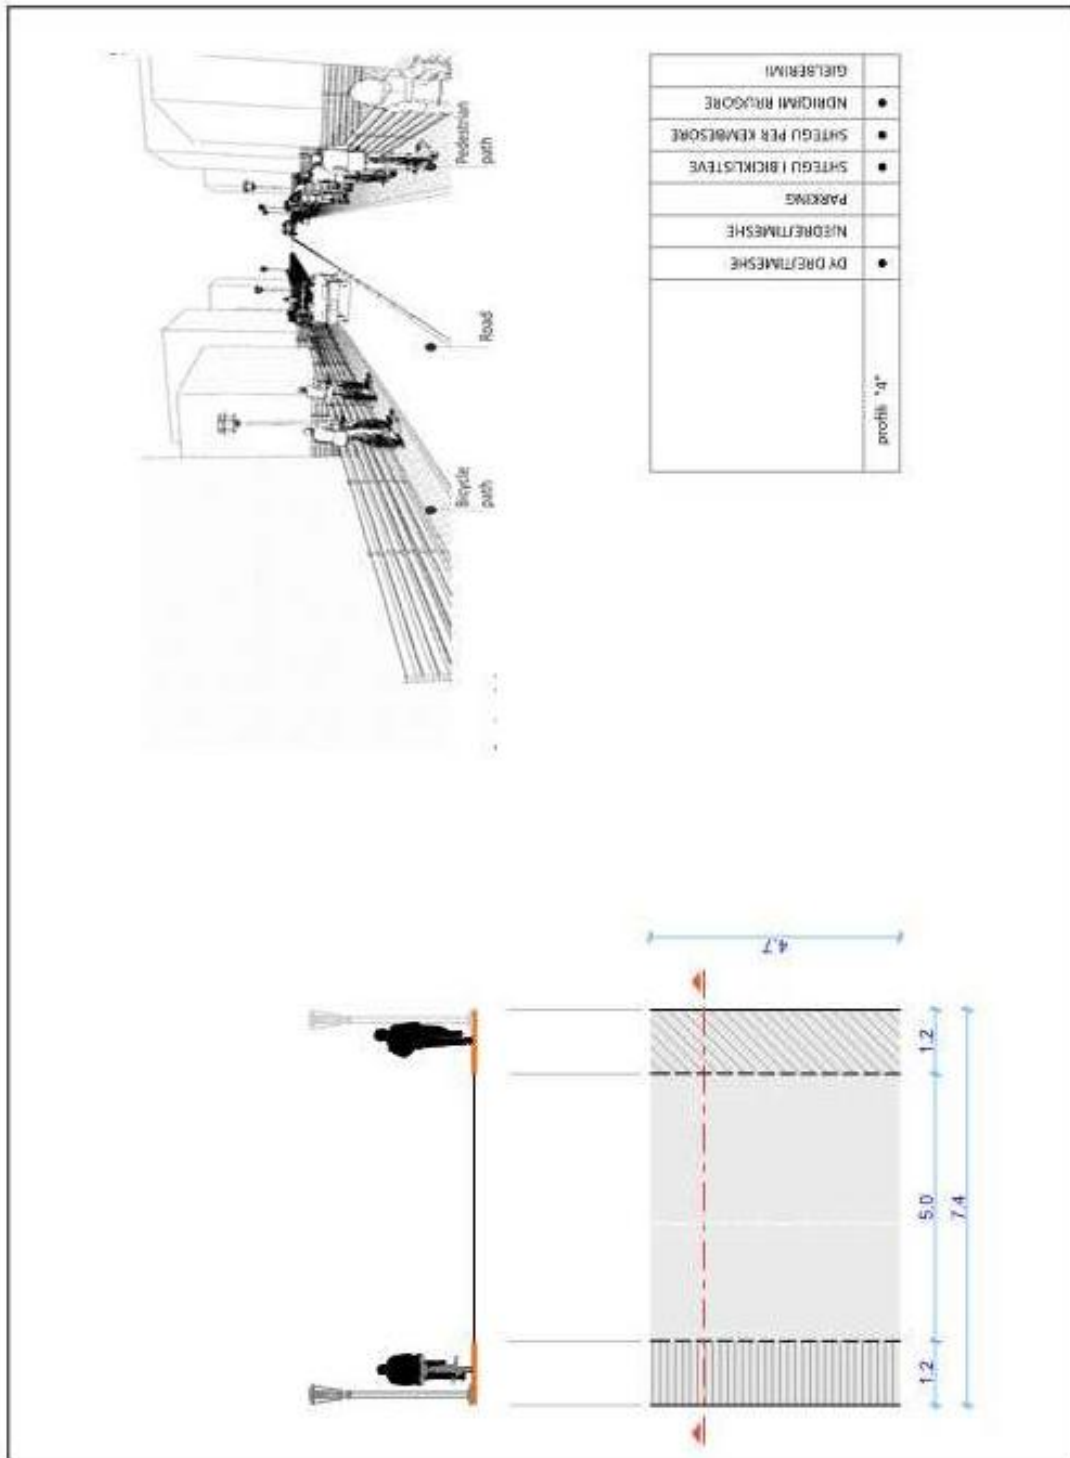 Pedestrian
path
Road
Bicycle
path
GJELBERIMI
NDRIQIMI RRUGORE
SHTEGU PER KEMBESORE
SHTEGU I BICIKLISTEVE
PARKING
NJEDREJTIMESHE
DY DREJTIMESHE
profili "4"
4.7
1.2
5.0
1.2
7.4